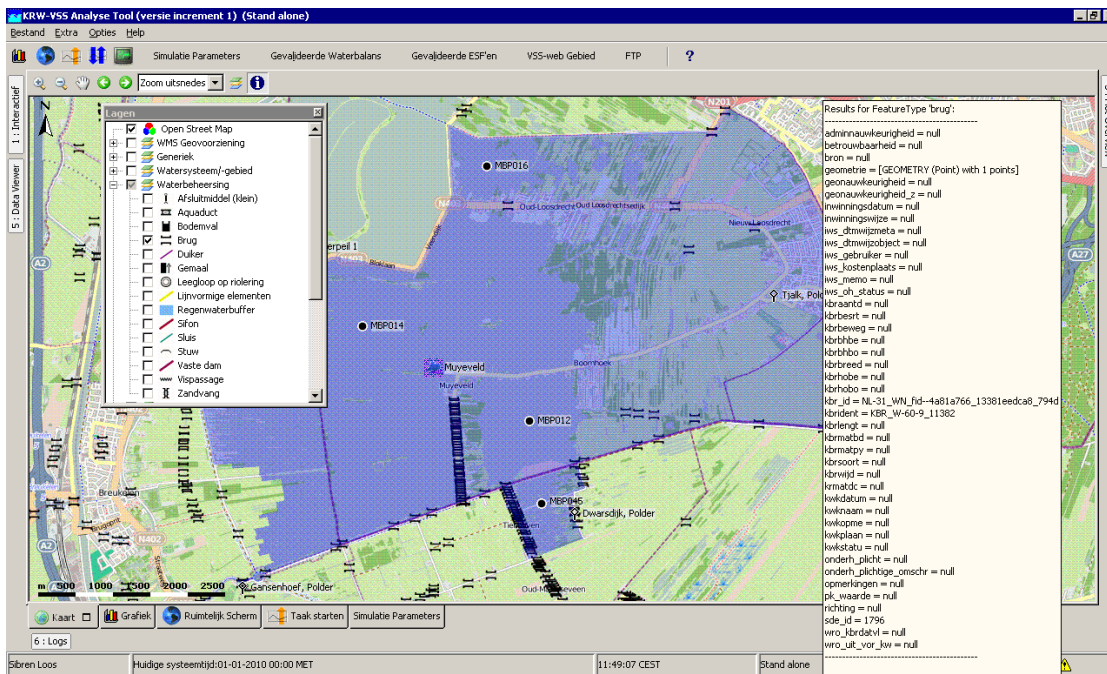 KRW-VSS Analyse Tool (versie increment 1) (Stand alone)
Bestand Extra Opties Help
Simulatie Parameters Gevalideerde Waterbalans Gevalideerde ESF'en VSS-web Gebied FTP ?
1 : Interactief
5 : Data Viewer
Zoom uitsnedes
N
Lagen
Open Street Map
WMS Geovoorziening
Generiek
Watersysteem/-gebied
Waterbeheersing
Afsluitmiddel (klein)
Aquaduct
Bodemval
Brug
Duiker
Gemaal
Leegloop op riolering
Lijnvormige elementen
Regenwaterbuffer
Sifon
Sluis
Stuw
Vaste dam
Vispassage
Zandvang
N201
MBP016
N403
Oud-Loosdrecht
Oud Loosdrechtsedijk
Nieuw Loosdrecht
A2
A27
erpeil 1
Bloklaan
Tjalk, Pold
MBP014
Muyeveld
Muyeveld
Boomhoek
MBP012
Breukelen
MBP045
Dwarsdijk, Polder
A2
N402
m 500 1000 1500 2000 2500
Gansenhoef, Polder
Results for FeatureType 'brug':
--------------------------------------------
adminnauwkeurigheid = null
betrouwbaarheid = null
bron = null
geometrie = [GEOMETRY (Point) with 1 points]
geonauwkeurigheid = null
geonauwkeurigheid_z = null
inwinningsdatum = null
inwinningswijze = null
iws_dtmwijzmeta = null
iws_dtmwijzobject = null
iws_gebruiker = null
iws_kostenplaats = null
iws_memo = null
iws_oh_status = null
kbraantd = null
kbrbesrt = null
kbrbeweg = null
kbrbhbe = null
kbrbhbo = null
kbrbreed = null
kbrhobe = null
kbrhobo = null
kbr_id = NL-31_WN_fid--4a81a766_13381eedca8_794d
kbrident = KBR_W-60-9_11382
kbrlengt = null
kbrmatbd = null
kbrmatpy = null
kbrsoort = null
kbrwijd = null
krmatdc = null
kwkdatum = null
kwknaam = null
kwkopme = null
kwkplaan = null
kwkstatu = null
onderh_plicht = null
onderh_plichtige_omschr = null
opmerkingen = null
pk_waarde = null
richting = null
sde_id = 1796
wro_kbrdatvl = null
wro_uit_vor_kw = null
--------------------------------------------
Kaart Grafiek Ruimtelijk Scherm Taak starten Simulatie Parameters
6 : Logs
Sibren Loos Huidige systeemtijd:01-01-2010 00:00 MET 11:49:07 CEST Stand alone